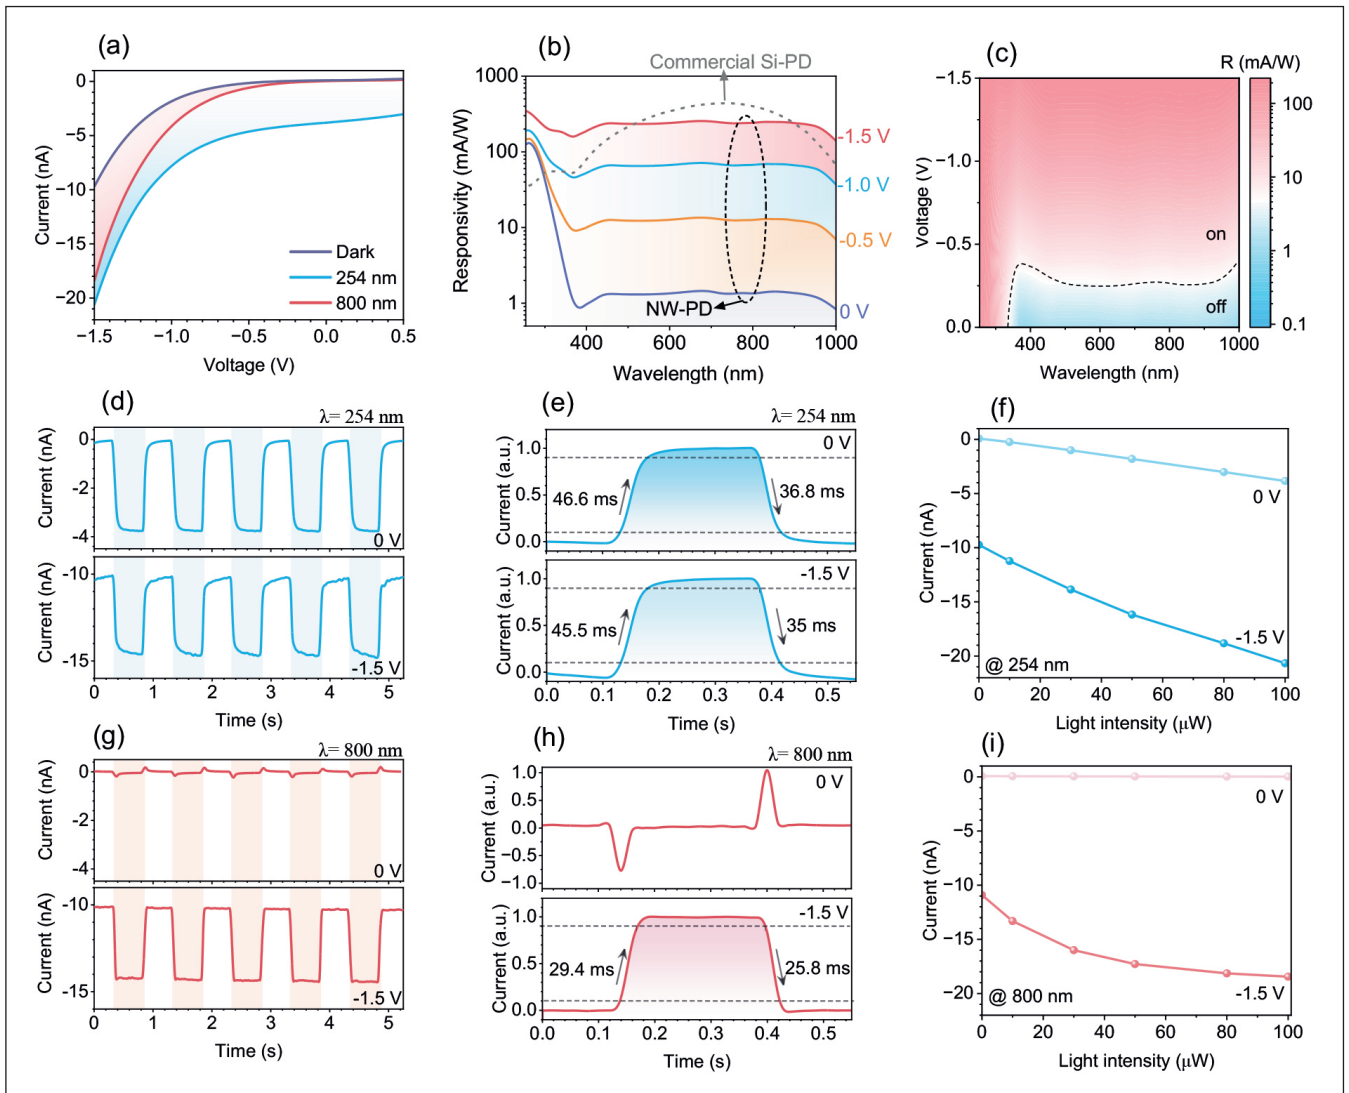 (a)
Current (nA)
0
−5
−10
−15
−20
Dark
254 nm
800 nm
−1.5
−1.0
−0.5
0.0
0.5
Voltage (V)
(b)
Commercial Si-PD
Responsivity (mA/W)
1000
100
10
1
-1.5 V
-1.0 V
-0.5 V
0 V
NW-PD
400
600
800
1000
Wavelength (nm)
(c)
R (mA/W)
Voltage (V)
−1.5
−1.0
−0.5
0.0
on
off
100
10
1
0.1
400
600
800
1000
Wavelength (nm)
(d)
λ= 254 nm
Current (nA)
0
-2
-4
0 V
Current (nA)
−10
−15
-1.5 V
0
1
2
3
4
5
Time (s)
(e)
λ= 254 nm
Current (a.u.)
1.0
0.5
0.0
0 V
46.6 ms
36.8 ms
Current (a.u.)
1.0
0.5
0.0
-1.5 V
45.5 ms
35 ms
0.0
0.1
0.2
0.3
0.4
0.5
Time (s)
(f)
Current (nA)
0
−5
−10
−15
−20
0 V
-1.5 V
@ 254 nm
0
20
40
60
80
100
Light intensity (μW)
(g)
λ= 800 nm
Current (nA)
0
-2
-4
0 V
Current (nA)
−10
−15
-1.5 V
0
1
2
3
4
5
Time (s)
(h)
λ= 800 nm
Current (a.u.)
1.0
0.5
0.0
−0.5
−1.0
0 V
Current (a.u.)
1.0
0.5
0.0
-1.5 V
29.4 ms
25.8 ms
0.0
0.1
0.2
0.3
0.4
0.5
Time (s)
(i)
Current (nA)
0
−5
−10
−15
−20
0 V
-1.5 V
@ 800 nm
0
20
40
60
80
100
Light intensity (μW)